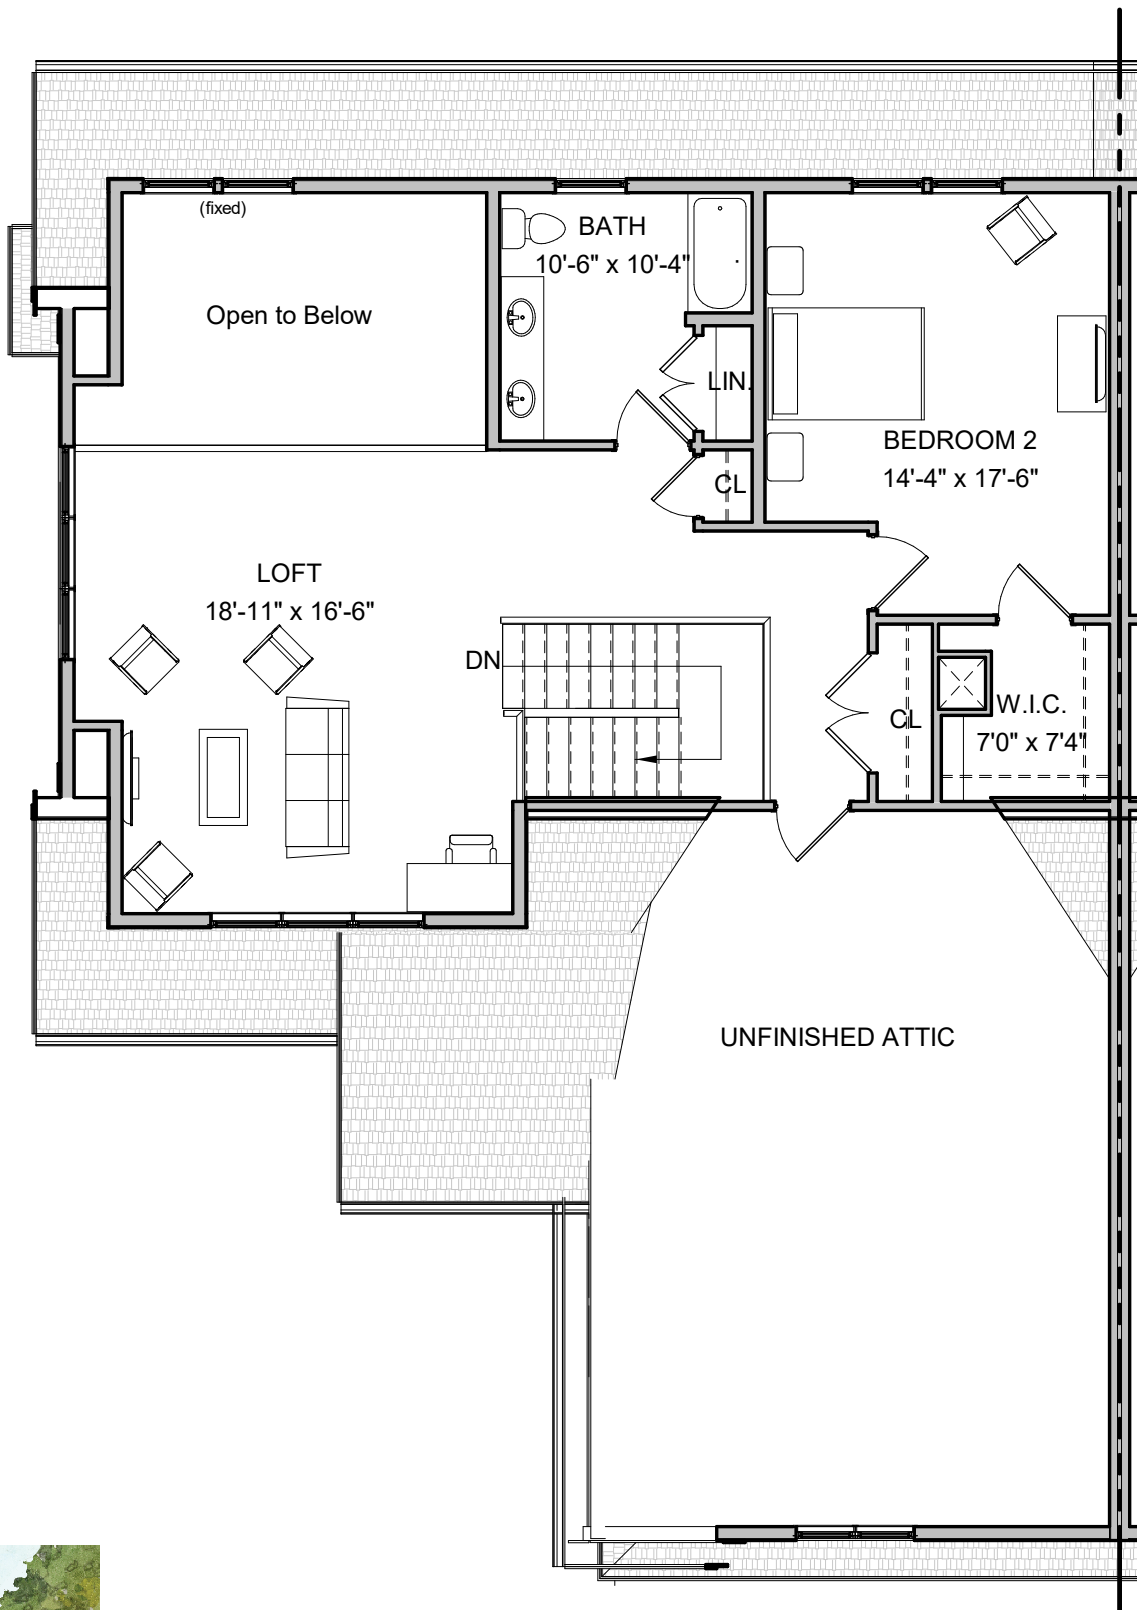 (fixed)
BATH
10'-6" x 10'-4"
Open to Below
LIN.
BEDROOM 2
14'-4" x 17'-6"
CL
LOFT
18'-11" x 16'-6"
DN
CL
W.I.C.
7'0" x 7'4"
UNFINISHED ATTIC